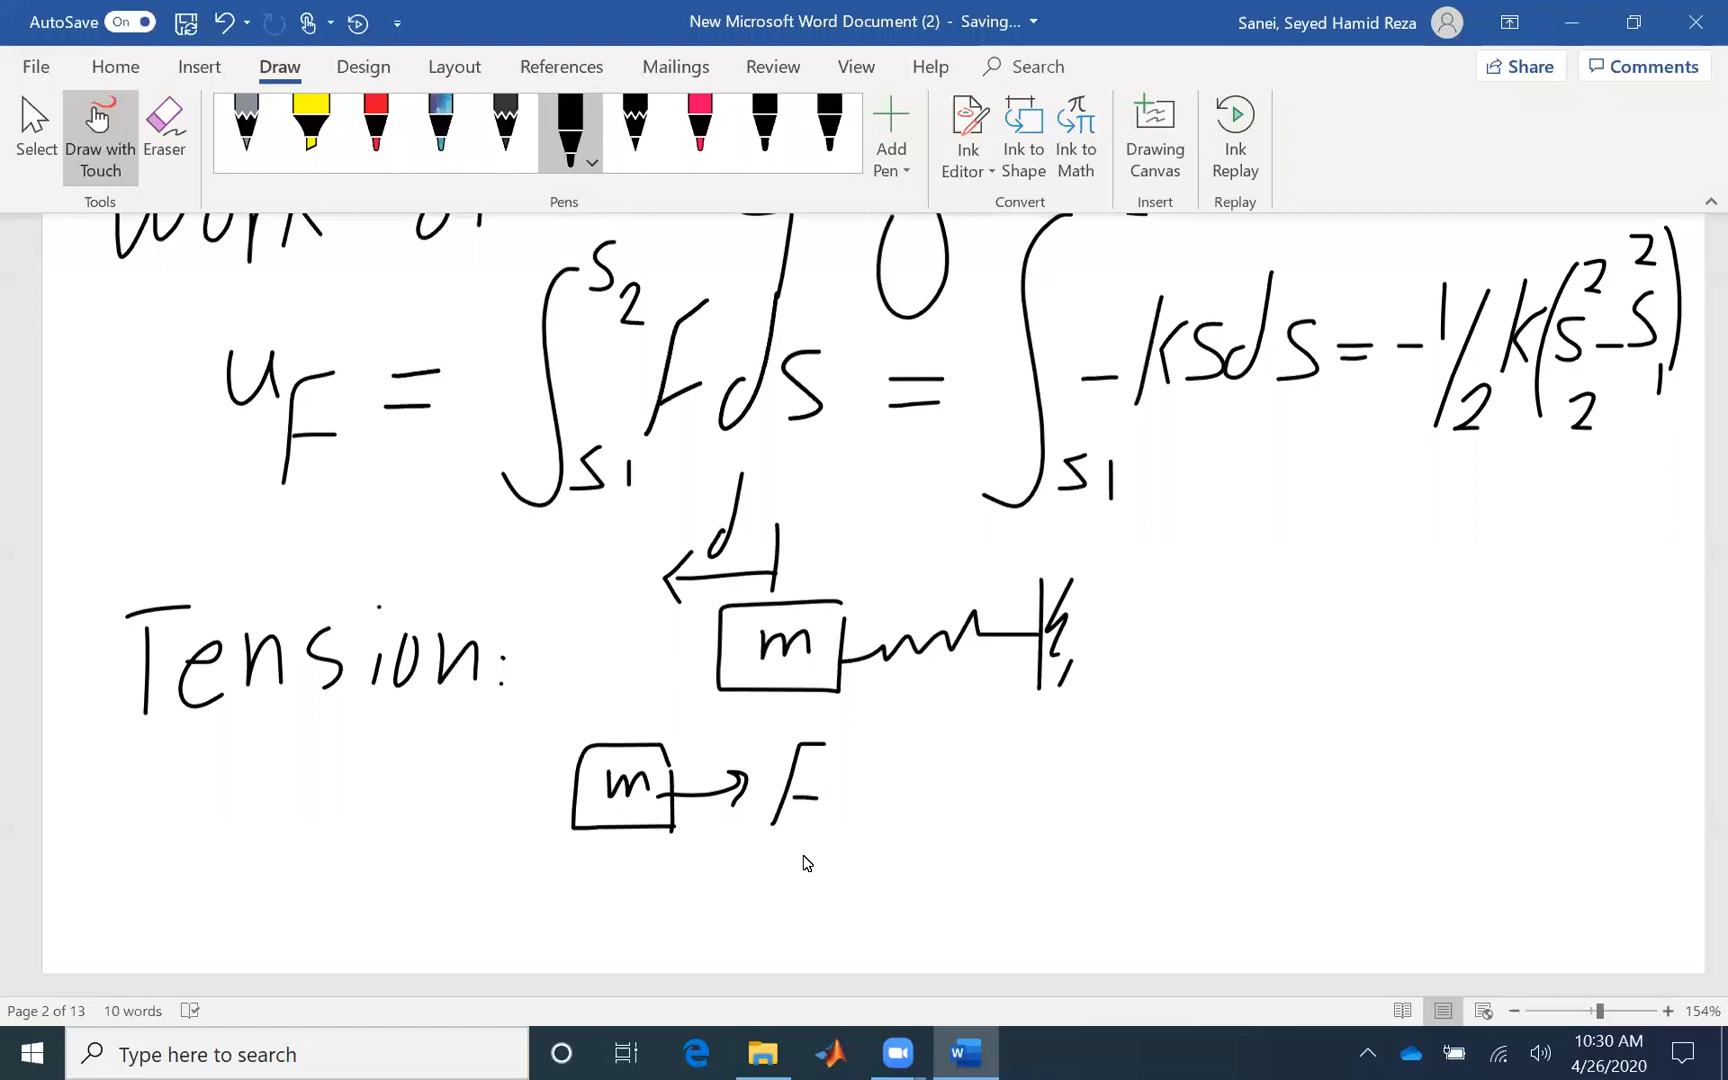 AutoSave On New Microsoft Word Document (2) - Saving... Sanei, Seyed Hamid Reza
File Home Insert Draw Design Layout References Mailings Review View Help Search Share Comments
Select Draw with Touch Eraser Add Pen Ink Editor Ink to Shape Ink to Math Drawing Canvas Ink Replay
Tools Pens Convert Insert Replay
u_F = ∫_{S1}^{S2} F ds = ∫_{S1} -ksds = -1/2 k(S_2^2 - S_1^2)
d
Tension: m
m → F
Page 2 of 13 10 words 154%
Type here to search 10:30 AM
4/26/2020